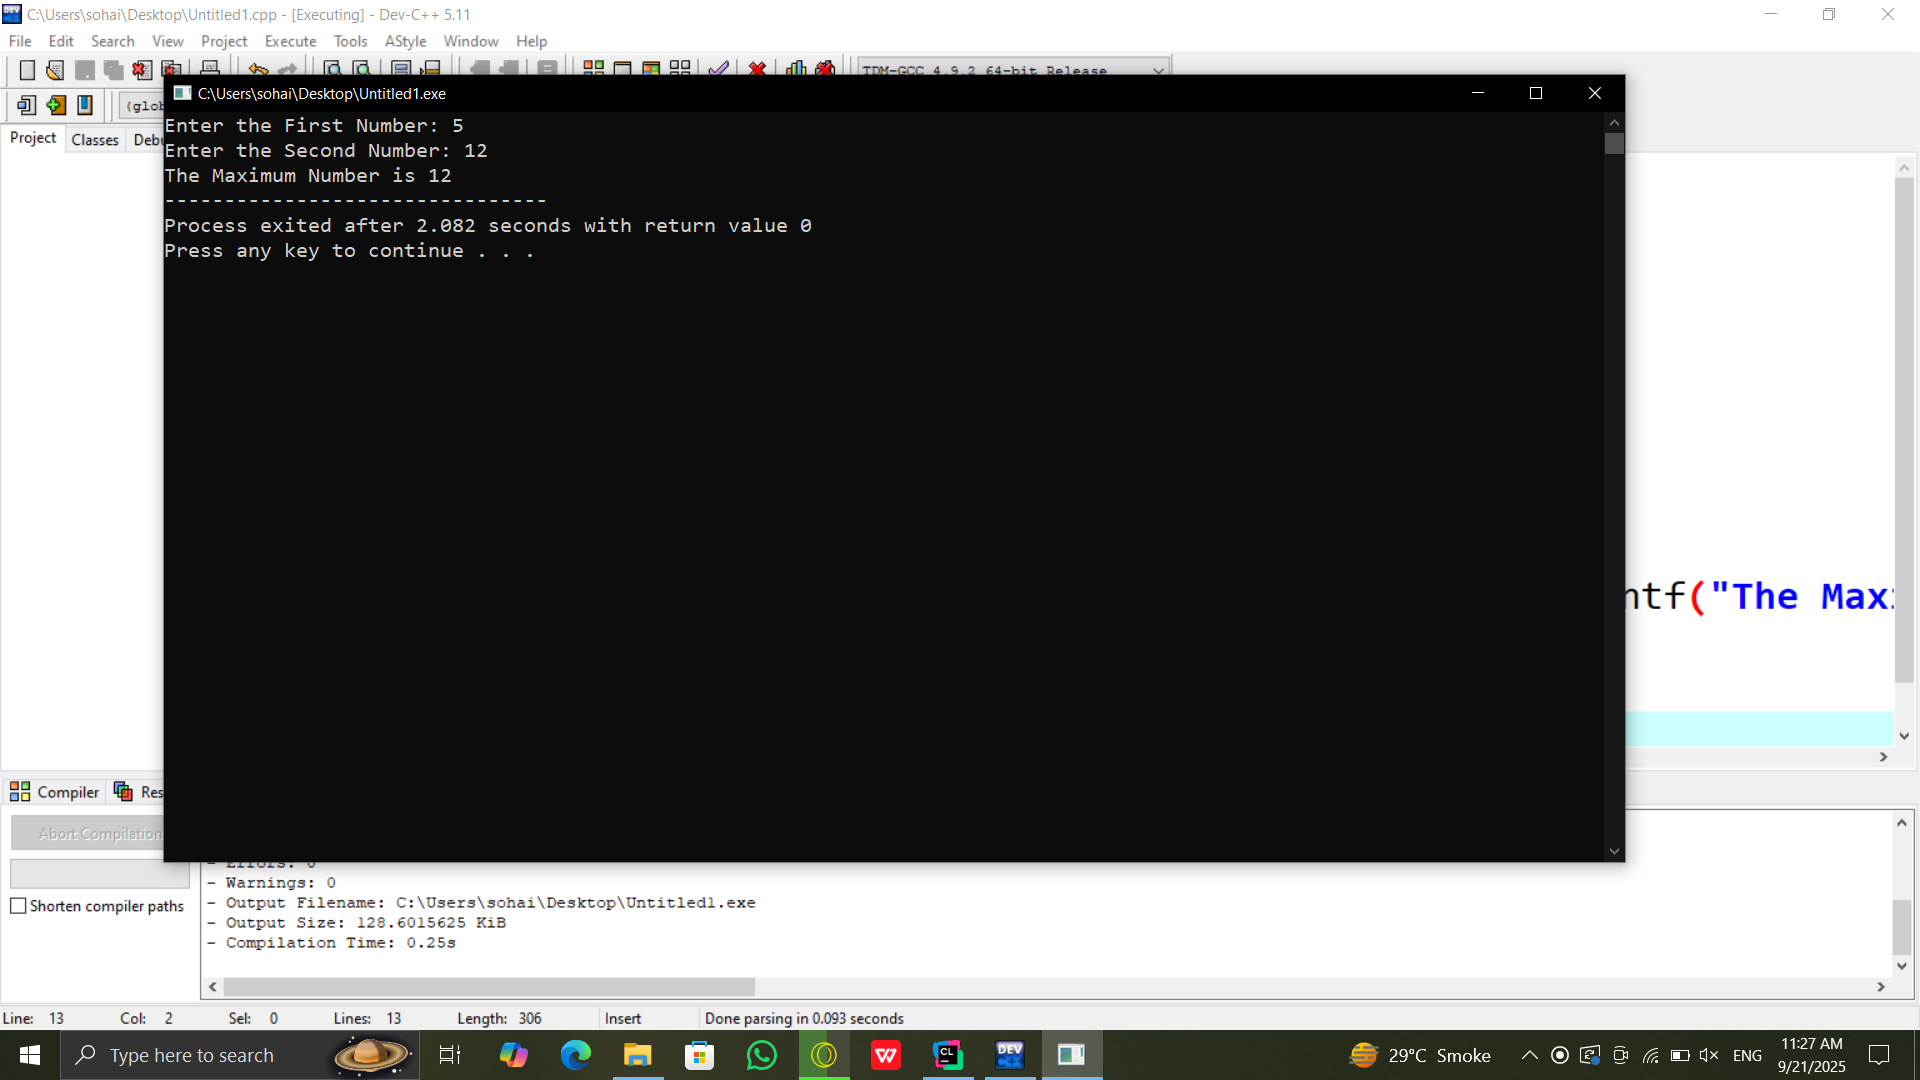 C:\Users\sohai\Desktop\Untitled1.cpp - [Executing] - Dev-C++ 5.11
File Edit Search View Project Execute Tools AStyle Window Help
TDM-GCC 4.9.2 64-bit Release
(glob
Project Classes Debu
C:\Users\sohai\Desktop\Untitled1.exe
Enter the First Number: 5
Enter the Second Number: 12
The Maximum Number is 12
--------------------------------
Process exited after 2.082 seconds with return value 0
Press any key to continue . . .
ntf("The Maxi
Compiler Res
Abort Compilation
Shorten compiler paths
- Errors: 0
- Warnings: 0
- Output Filename: C:\Users\sohai\Desktop\Untitled1.exe
- Output Size: 128.6015625 KiB
- Compilation Time: 0.25s
Line: 13 Col: 2 Sel: 0 Lines: 13 Length: 306 Insert Done parsing in 0.093 seconds
Type here to search
CL
DEV C++
29°C Smoke
ENG
11:27 AM
9/21/2025